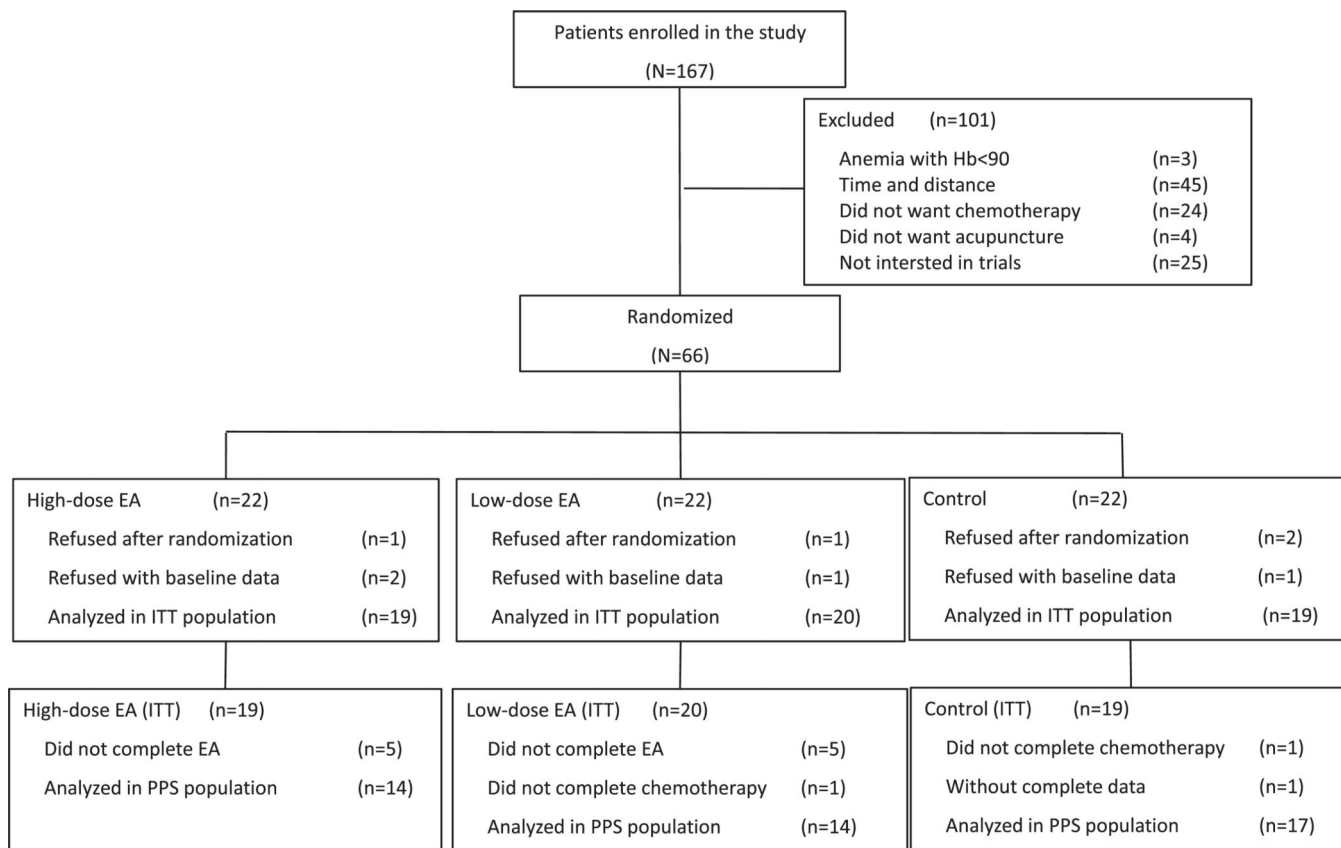 Patients enrolled in the study
(N=167)
Excluded (n=101)
Anemia with Hb<90 (n=3)
Time and distance (n=45)
Did not want chemotherapy (n=24)
Did not want acupuncture (n=4)
Not intersted in trials (n=25)
Randomized
(N=66)
High-dose EA (n=22)
Refused after randomization (n=1)
Refused with baseline data (n=2)
Analyzed in ITT population (n=19)
Low-dose EA (n=22)
Refused after randomization (n=1)
Refused with baseline data (n=1)
Analyzed in ITT population (n=20)
Control (n=22)
Refused after randomization (n=2)
Refused with baseline data (n=1)
Analyzed in ITT population (n=19)
High-dose EA (ITT) (n=19)
Did not complete EA (n=5)
Analyzed in PPS population (n=14)
Low-dose EA (ITT) (n=20)
Did not complete EA (n=5)
Did not complete chemotherapy (n=1)
Analyzed in PPS population (n=14)
Control (ITT) (n=19)
Did not complete chemotherapy (n=1)
Without complete data (n=1)
Analyzed in PPS population (n=17)